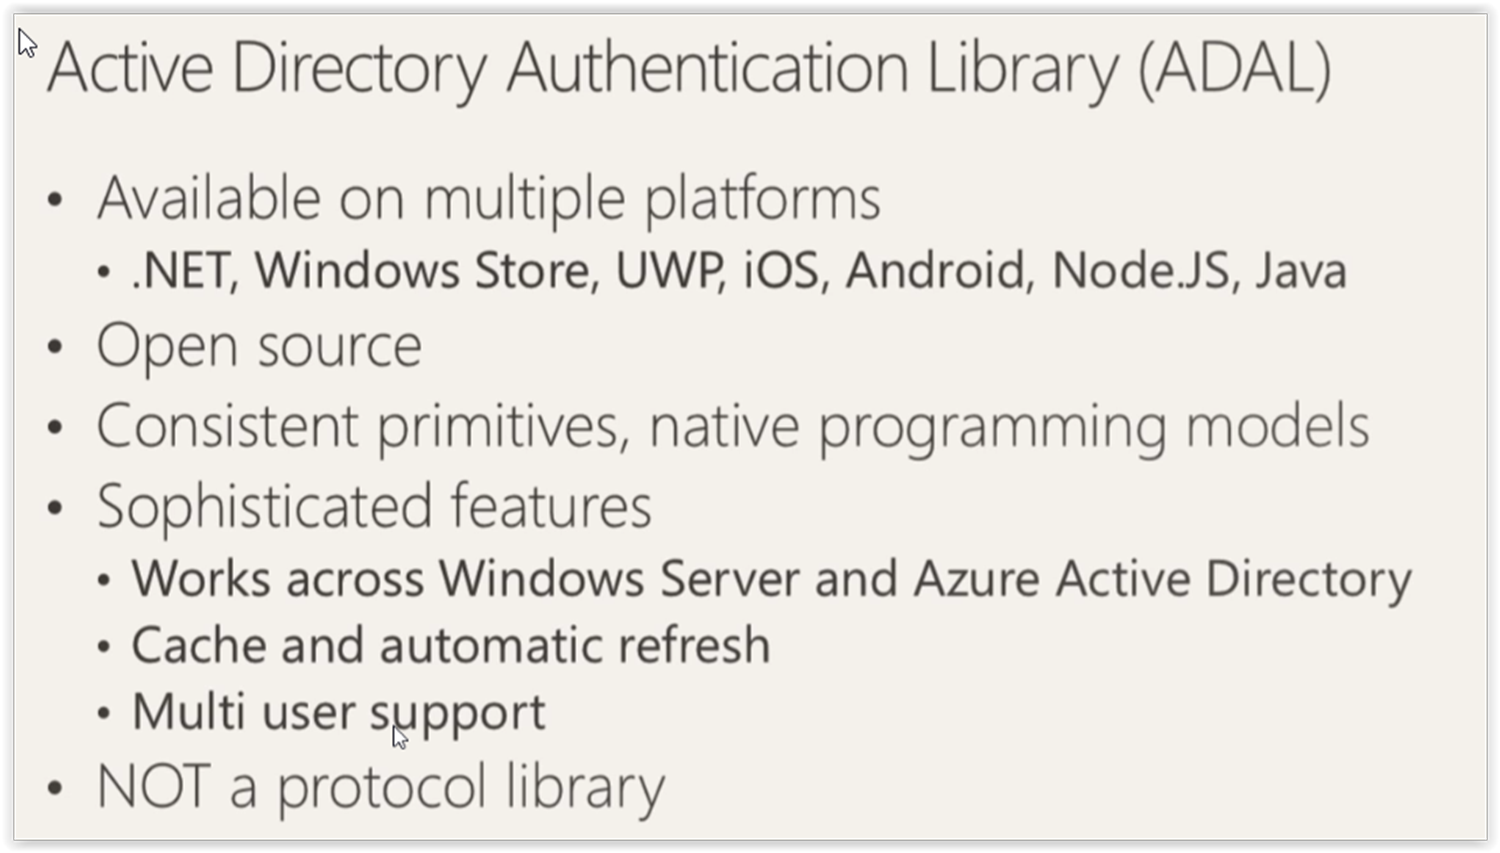 Active Directory Authentication Library (ADAL)
• Available on multiple platforms
• .NET, Windows Store, UWP, iOS, Android, Node.JS, Java
• Open source
• Consistent primitives, native programming models
• Sophisticated features
• Works across Windows Server and Azure Active Directory
• Cache and automatic refresh
• Multi user support
• NOT a protocol library